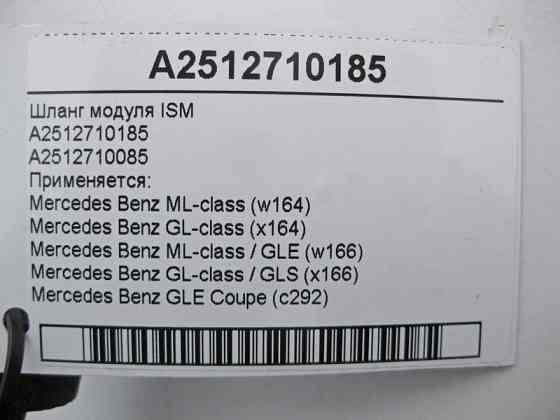 A2512710185
Шланг модуля ISM
A2512710185
A2512710085
Применяется:
Mercedes Benz ML-class (w164)
Mercedes Benz GL-class (x164)
Mercedes Benz ML-class / GLE (w166)
Mercedes Benz GL-class / GLS (x166)
Mercedes Benz GLE Coupe (c292)